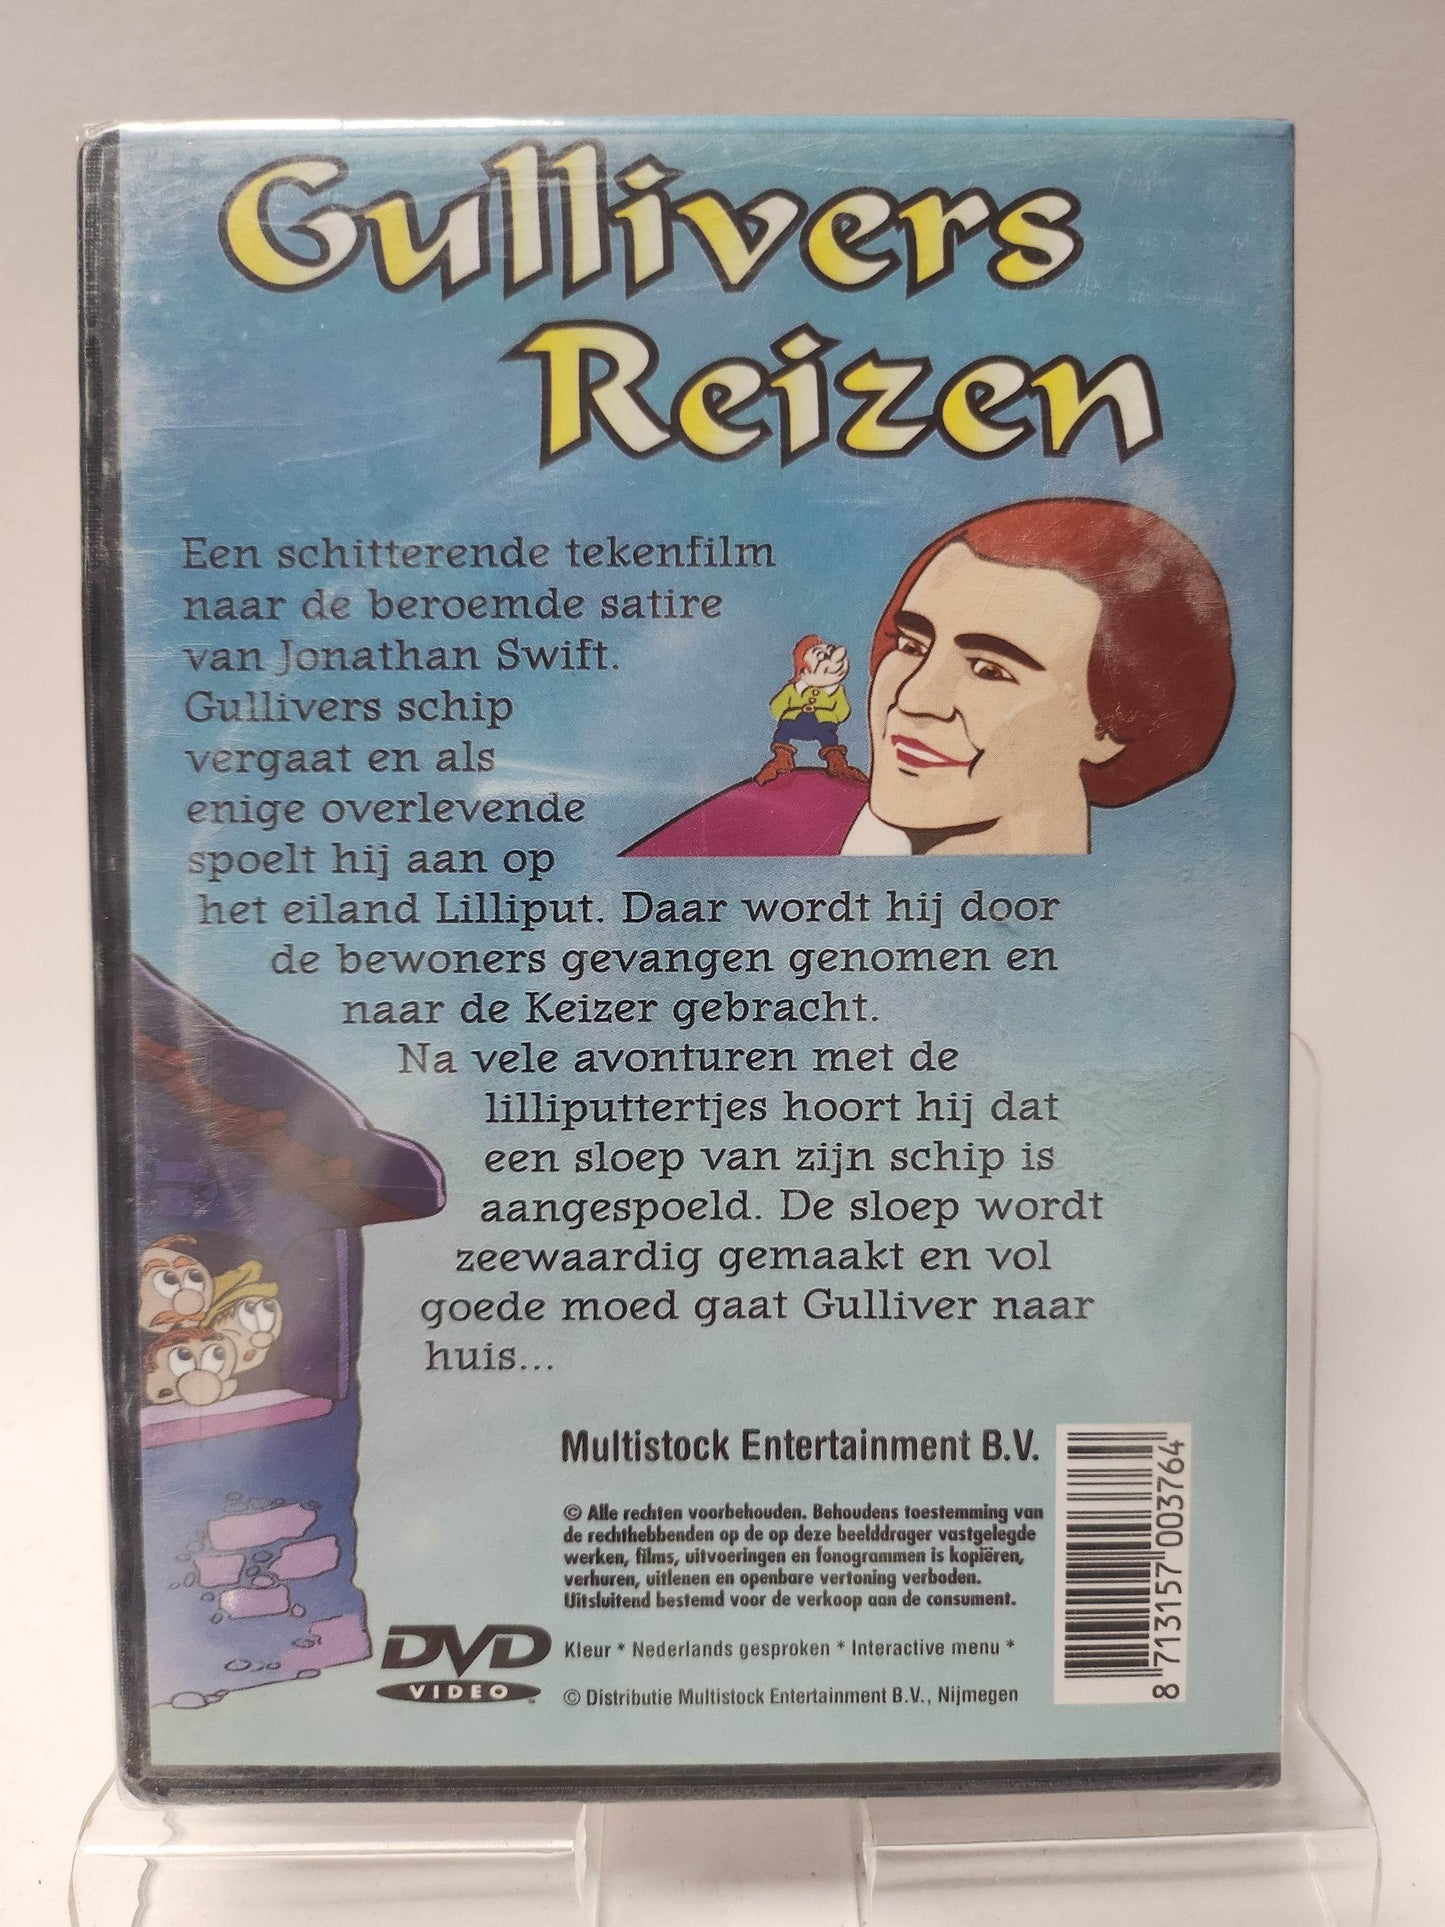 Gullivers
Reizen
Een schitterende tekenfilm
naar de beroemde satire
van Jonathan Swift.
Gullivers schip
vergaat en als
enige overlevende
spoelt hij aan op
het eiland Lilliput. Daar wordt hij door
de bewoners gevangen genomen en
naar de Keizer gebracht.
Na vele avonturen met de
lilliputtertjes hoort hij dat
een sloep van zijn schip is
aangespoeld. De sloep wordt
zeewaardig gemaakt en vol
goede moed gaat Gulliver naar
huis...
Multistock Entertainment B.V.
© Alle rechten voorbehouden. Behoudens toestemming van
de rechthebbenden op de op deze beelddrager vastgelegde
werken, films, uitvoeringen en fonogrammen is kopiëren,
verhuren, uitlenen en openbare vertoning verboden.
Uitsluitend bestemd voor de verkoop aan de consument.
DVD
VIDEO™
Kleur * Nederlands gesproken * Interactive menu *
© Distributie Multistock Entertainment B.V., Nijmegen
8 713157 003764